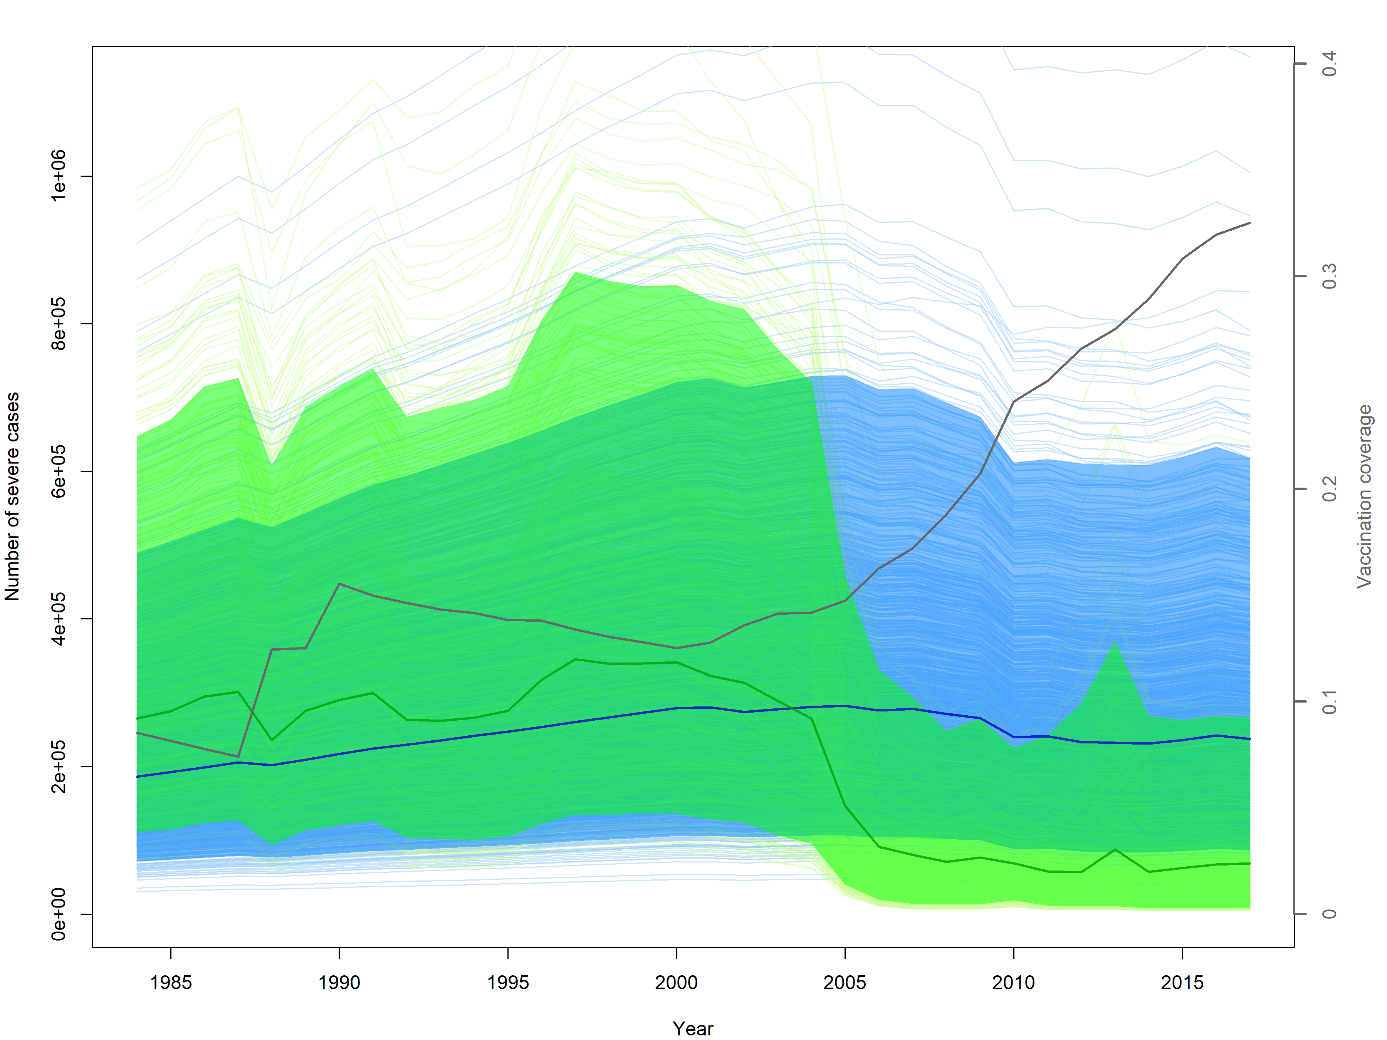 Number of severe cases
1e+06
8e+05
6e+05
4e+05
2e+05
0e+00
0.4
0.3
0.2
0.1
0
Vaccination coverage
1985 1990 1995 2000 2005 2010 2015
Year